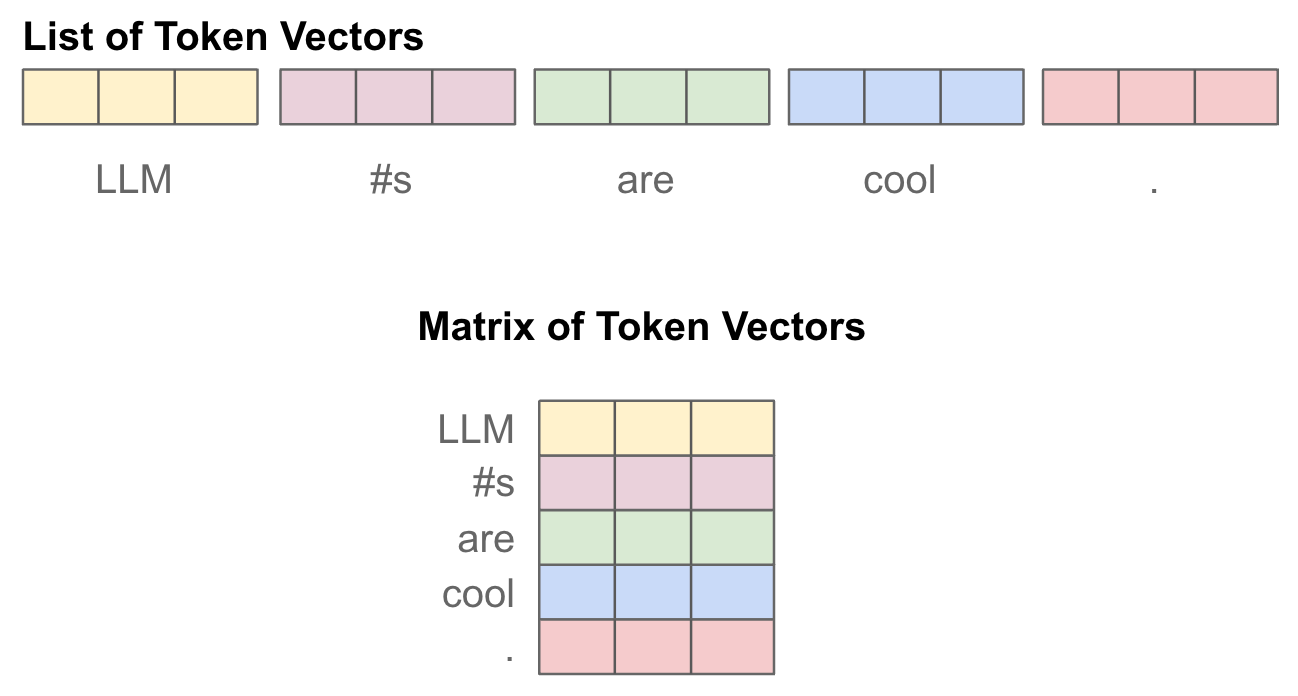 List of Token Vectors
LLM #s are cool .
Matrix of Token Vectors
LLM
#s
are
cool
.